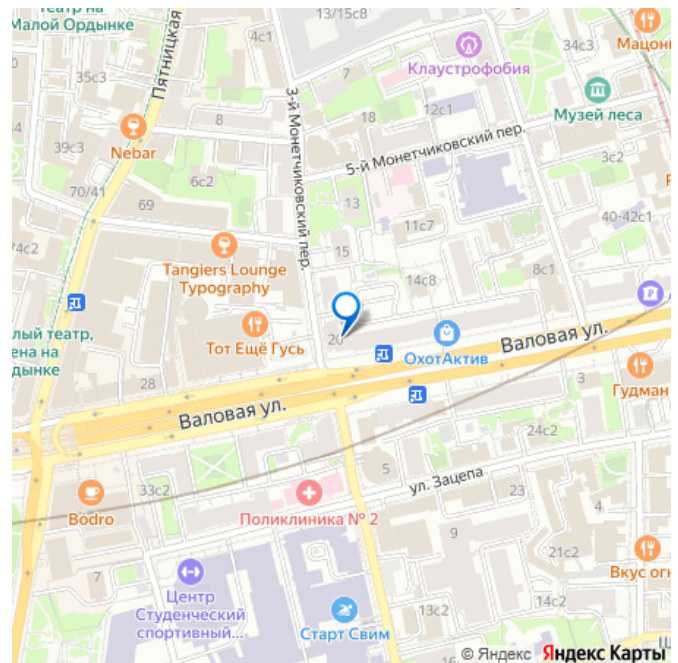 Театр на
Малой Ордынке
Пятницкая
13/15с8
4с1
34с3
Клаустрофобия
7
35с3
Музей леса
12с1
18
8
39с3
Nebar
5-й Монетчиковский пер.
3с2
3-й Монетчиковский пер.
6с2
70/41
69
13
11с7
40-42с1
74с2
15
Tangiers Lounge
Typography
14с8
8с1
20
ОхотАктив
Валовая ул.
Тот Ещё Гусь
лый театр,
ена на
дынке
28
Валовая ул.
3
Гудман
24с2
5
ул. Зацепа
33с2
Bödro
Поликлиника № 2
23
4
9
21с2
Вкус огн
7
Центр
Студенческий
спортивный...
Старт Свим
13с2
14с2
© Яндекс Яндекс Карты